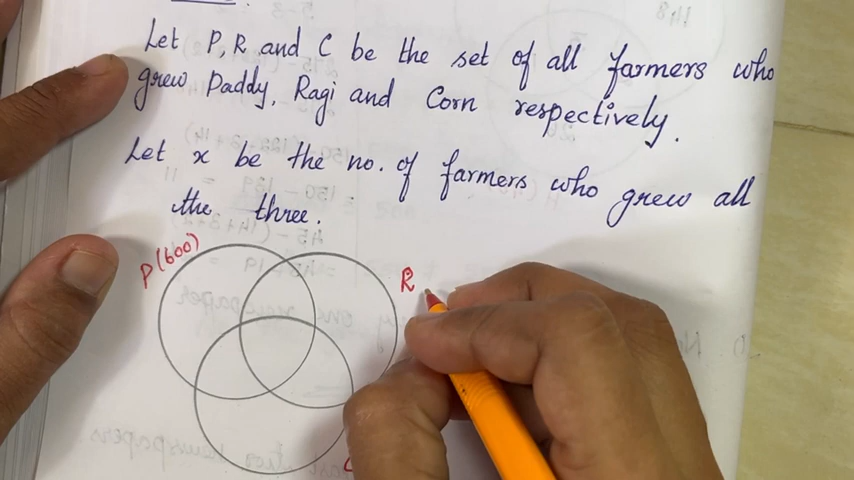 Let P, R and C be the set of all farmers who
grew Paddy, Ragi and Corn respectively.
Let x be the no. of farmers who grew all
the three.
P(600)
R